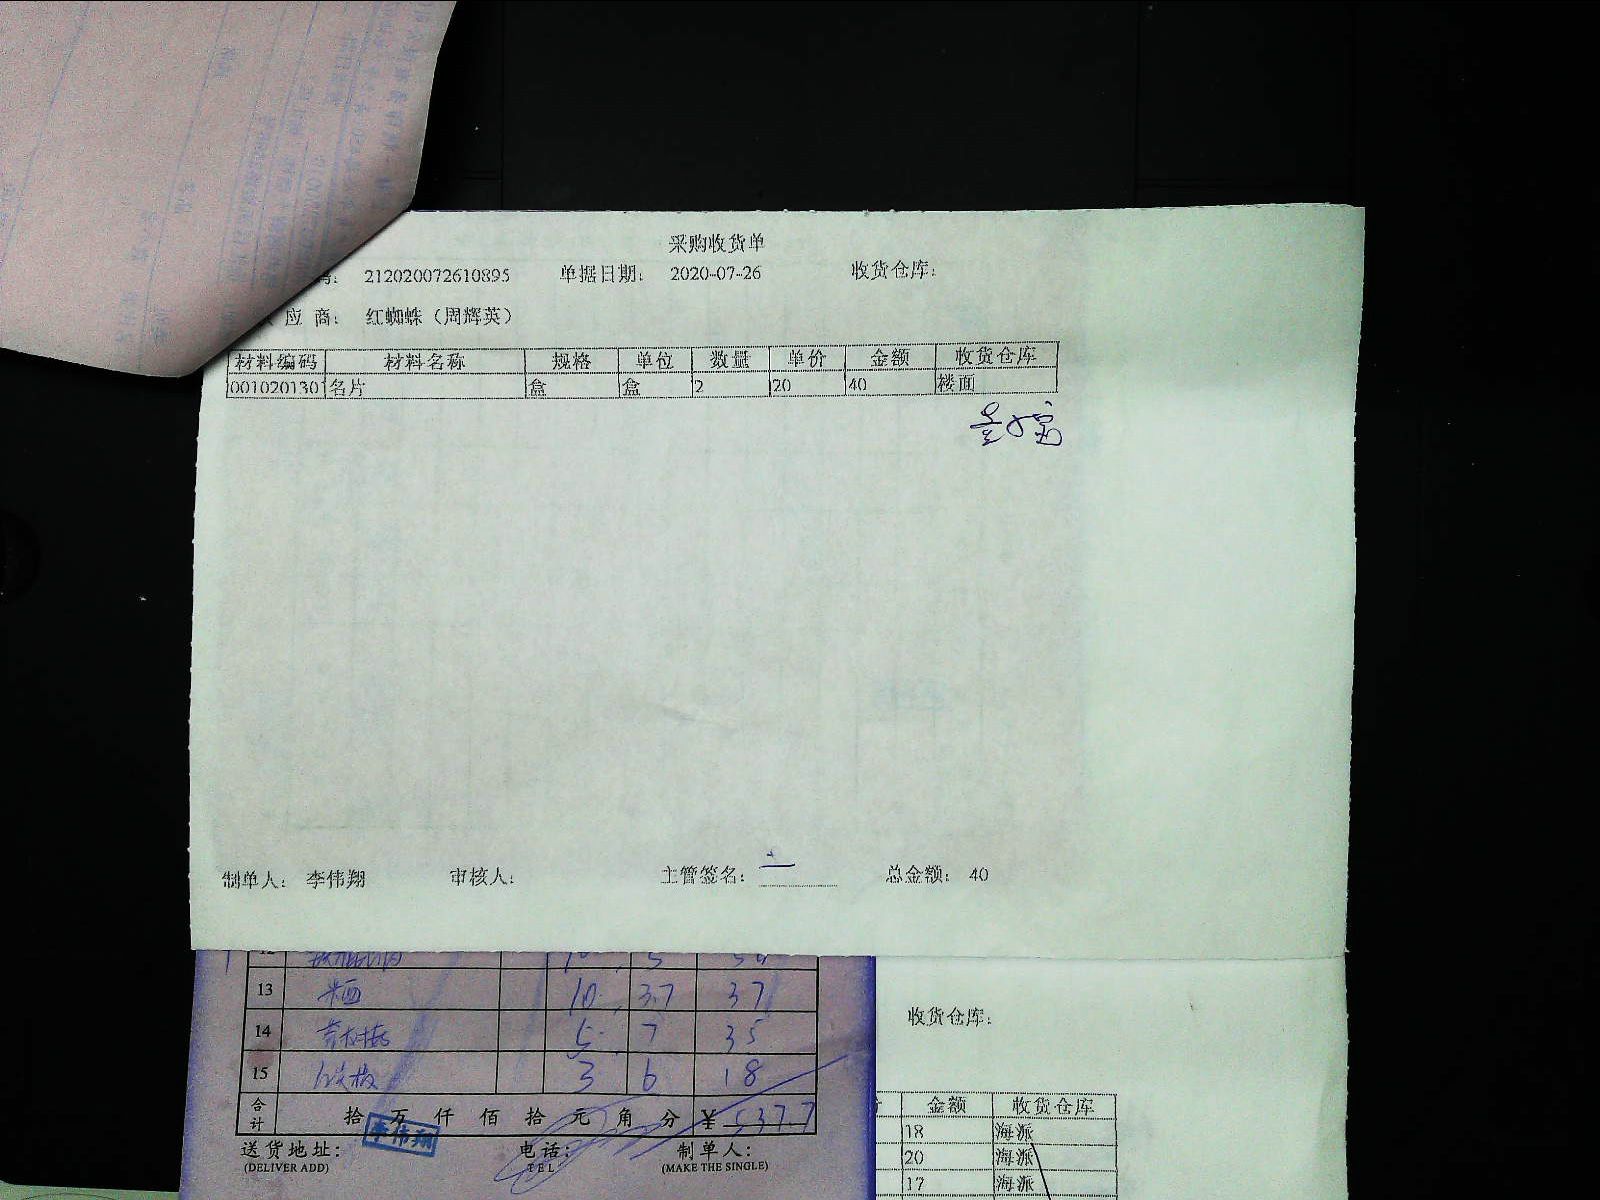 采购收货单
号： 212020072610895 单据日期： 2020-07-26 收货仓库：
应 商： 红蜘蛛（周辉英）
材料编码 材料名称 规格 单位 数量 单价 金额 收货仓库
001020130 名片 盒 盒 2 20 40 楼面
制单人： 李伟翔 审核人： 主管签名： 总金额： 40
13 10 3.7 37
14 5 7 35
15 3 6 18
合计 拾 万 仟 佰 拾 元 角 分 ¥ 537.7
李伟翔
送货地址： 电话： 制单人：
(DELIVER ADD) TEL (MAKE THE SINGLE)
收货仓库：
金额 收货仓库
18 海派
20 海派
17 海派